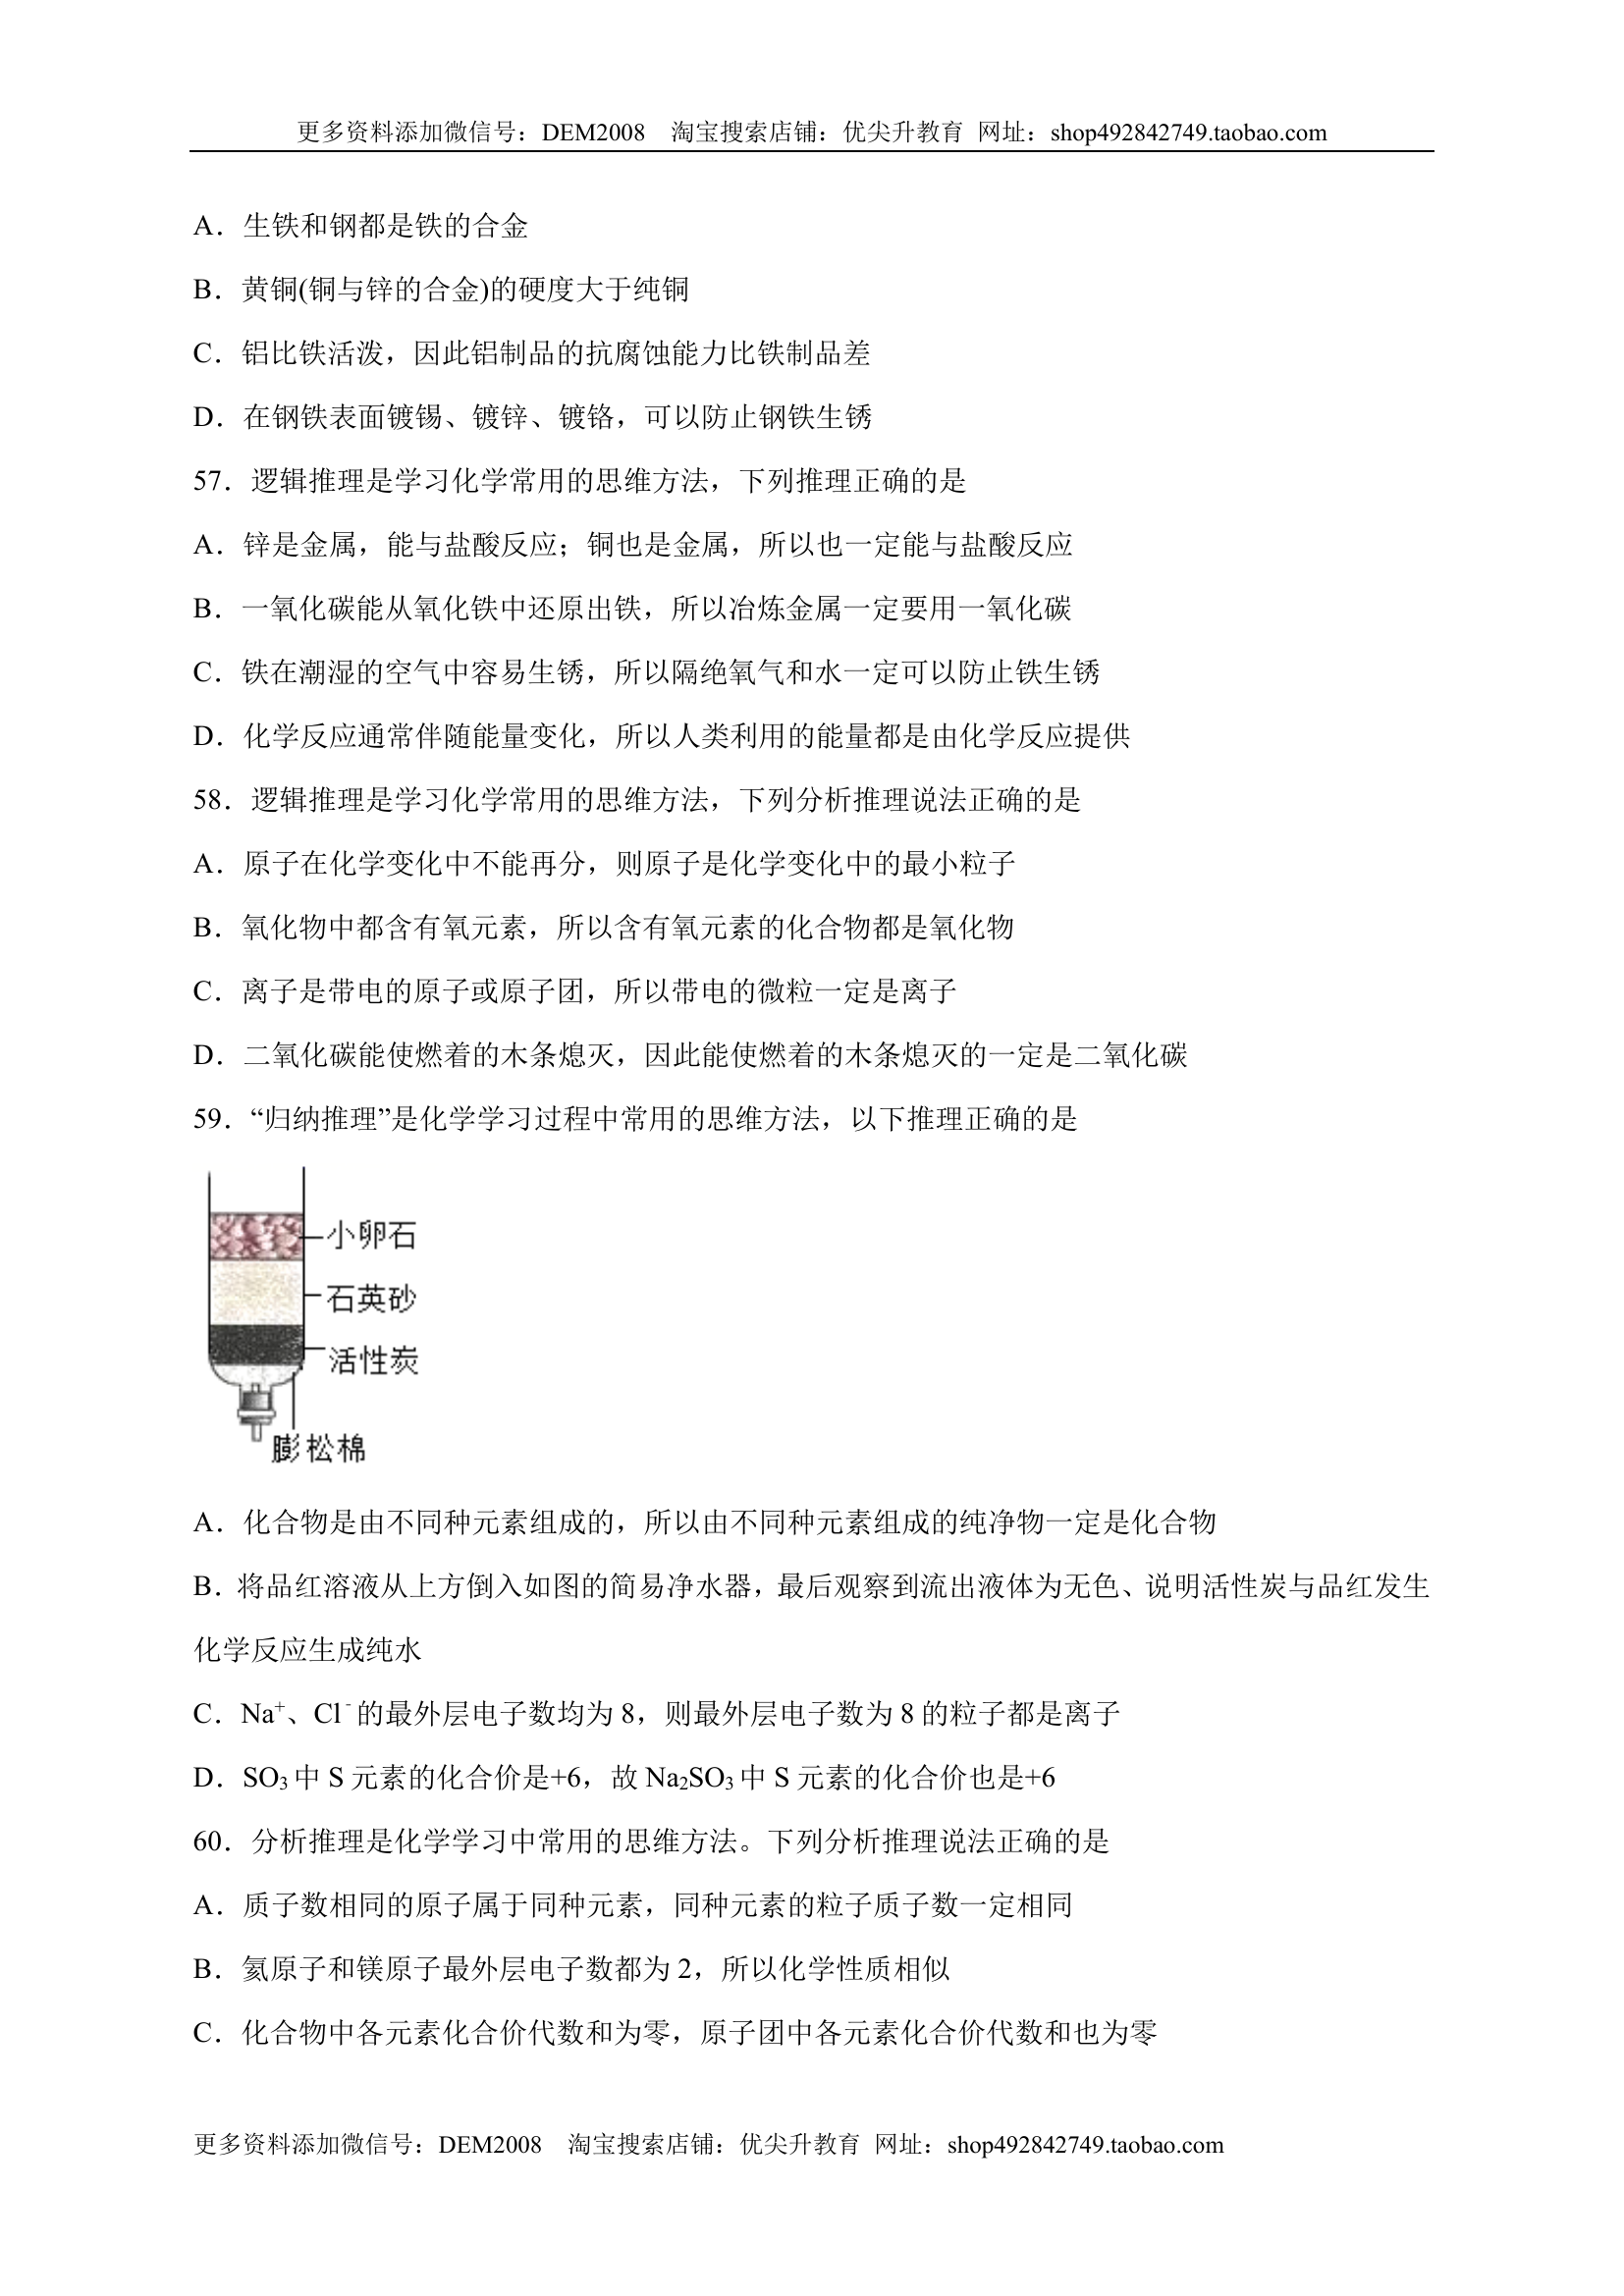 更多资料添加微信号：DEM2008 淘宝搜索店铺：优尖升教育 网址：shop492842749.taobao.com
A．生铁和钢都是铁的合金
B．黄铜(铜与锌的合金)的硬度大于纯铜
C．铝比铁活泼，因此铝制品的抗腐蚀能力比铁制品差
D．在钢铁表面镀锡、镀锌、镀铬，可以防止钢铁生锈
57．逻辑推理是学习化学常用的思维方法，下列推理正确的是
A．锌是金属，能与盐酸反应；铜也是金属，所以也一定能与盐酸反应
B．一氧化碳能从氧化铁中还原出铁，所以冶炼金属一定要用一氧化碳
C．铁在潮湿的空气中容易生锈，所以隔绝氧气和水一定可以防止铁生锈
D．化学反应通常伴随能量变化，所以人类利用的能量都是由化学反应提供
58．逻辑推理是学习化学常用的思维方法，下列分析推理说法正确的是
A．原子在化学变化中不能再分，则原子是化学变化中的最小粒子
B．氧化物中都含有氧元素，所以含有氧元素的化合物都是氧化物
C．离子是带电的原子或原子团，所以带电的微粒一定是离子
D．二氧化碳能使燃着的木条熄灭，因此能使燃着的木条熄灭的一定是二氧化碳
59．“归纳推理”是化学学习过程中常用的思维方法，以下推理正确的是
小卵石
石英砂
活性炭
膨松棉
A．化合物是由不同种元素组成的，所以由不同种元素组成的纯净物一定是化合物
B．将品红溶液从上方倒入如图的简易净水器，最后观察到流出液体为无色、说明活性炭与品红发生
化学反应生成纯水
C．Na⁺、Cl⁻的最外层电子数均为 8，则最外层电子数为 8 的粒子都是离子
D．SO₃中 S 元素的化合价是+6，故 Na₂SO₃中 S 元素的化合价也是+6
60．分析推理是化学学习中常用的思维方法。下列分析推理说法正确的是
A．质子数相同的原子属于同种元素，同种元素的粒子质子数一定相同
B．氦原子和镁原子最外层电子数都为 2，所以化学性质相似
C．化合物中各元素化合价代数和为零，原子团中各元素化合价代数和也为零
更多资料添加微信号：DEM2008 淘宝搜索店铺：优尖升教育 网址：shop492842749.taobao.com